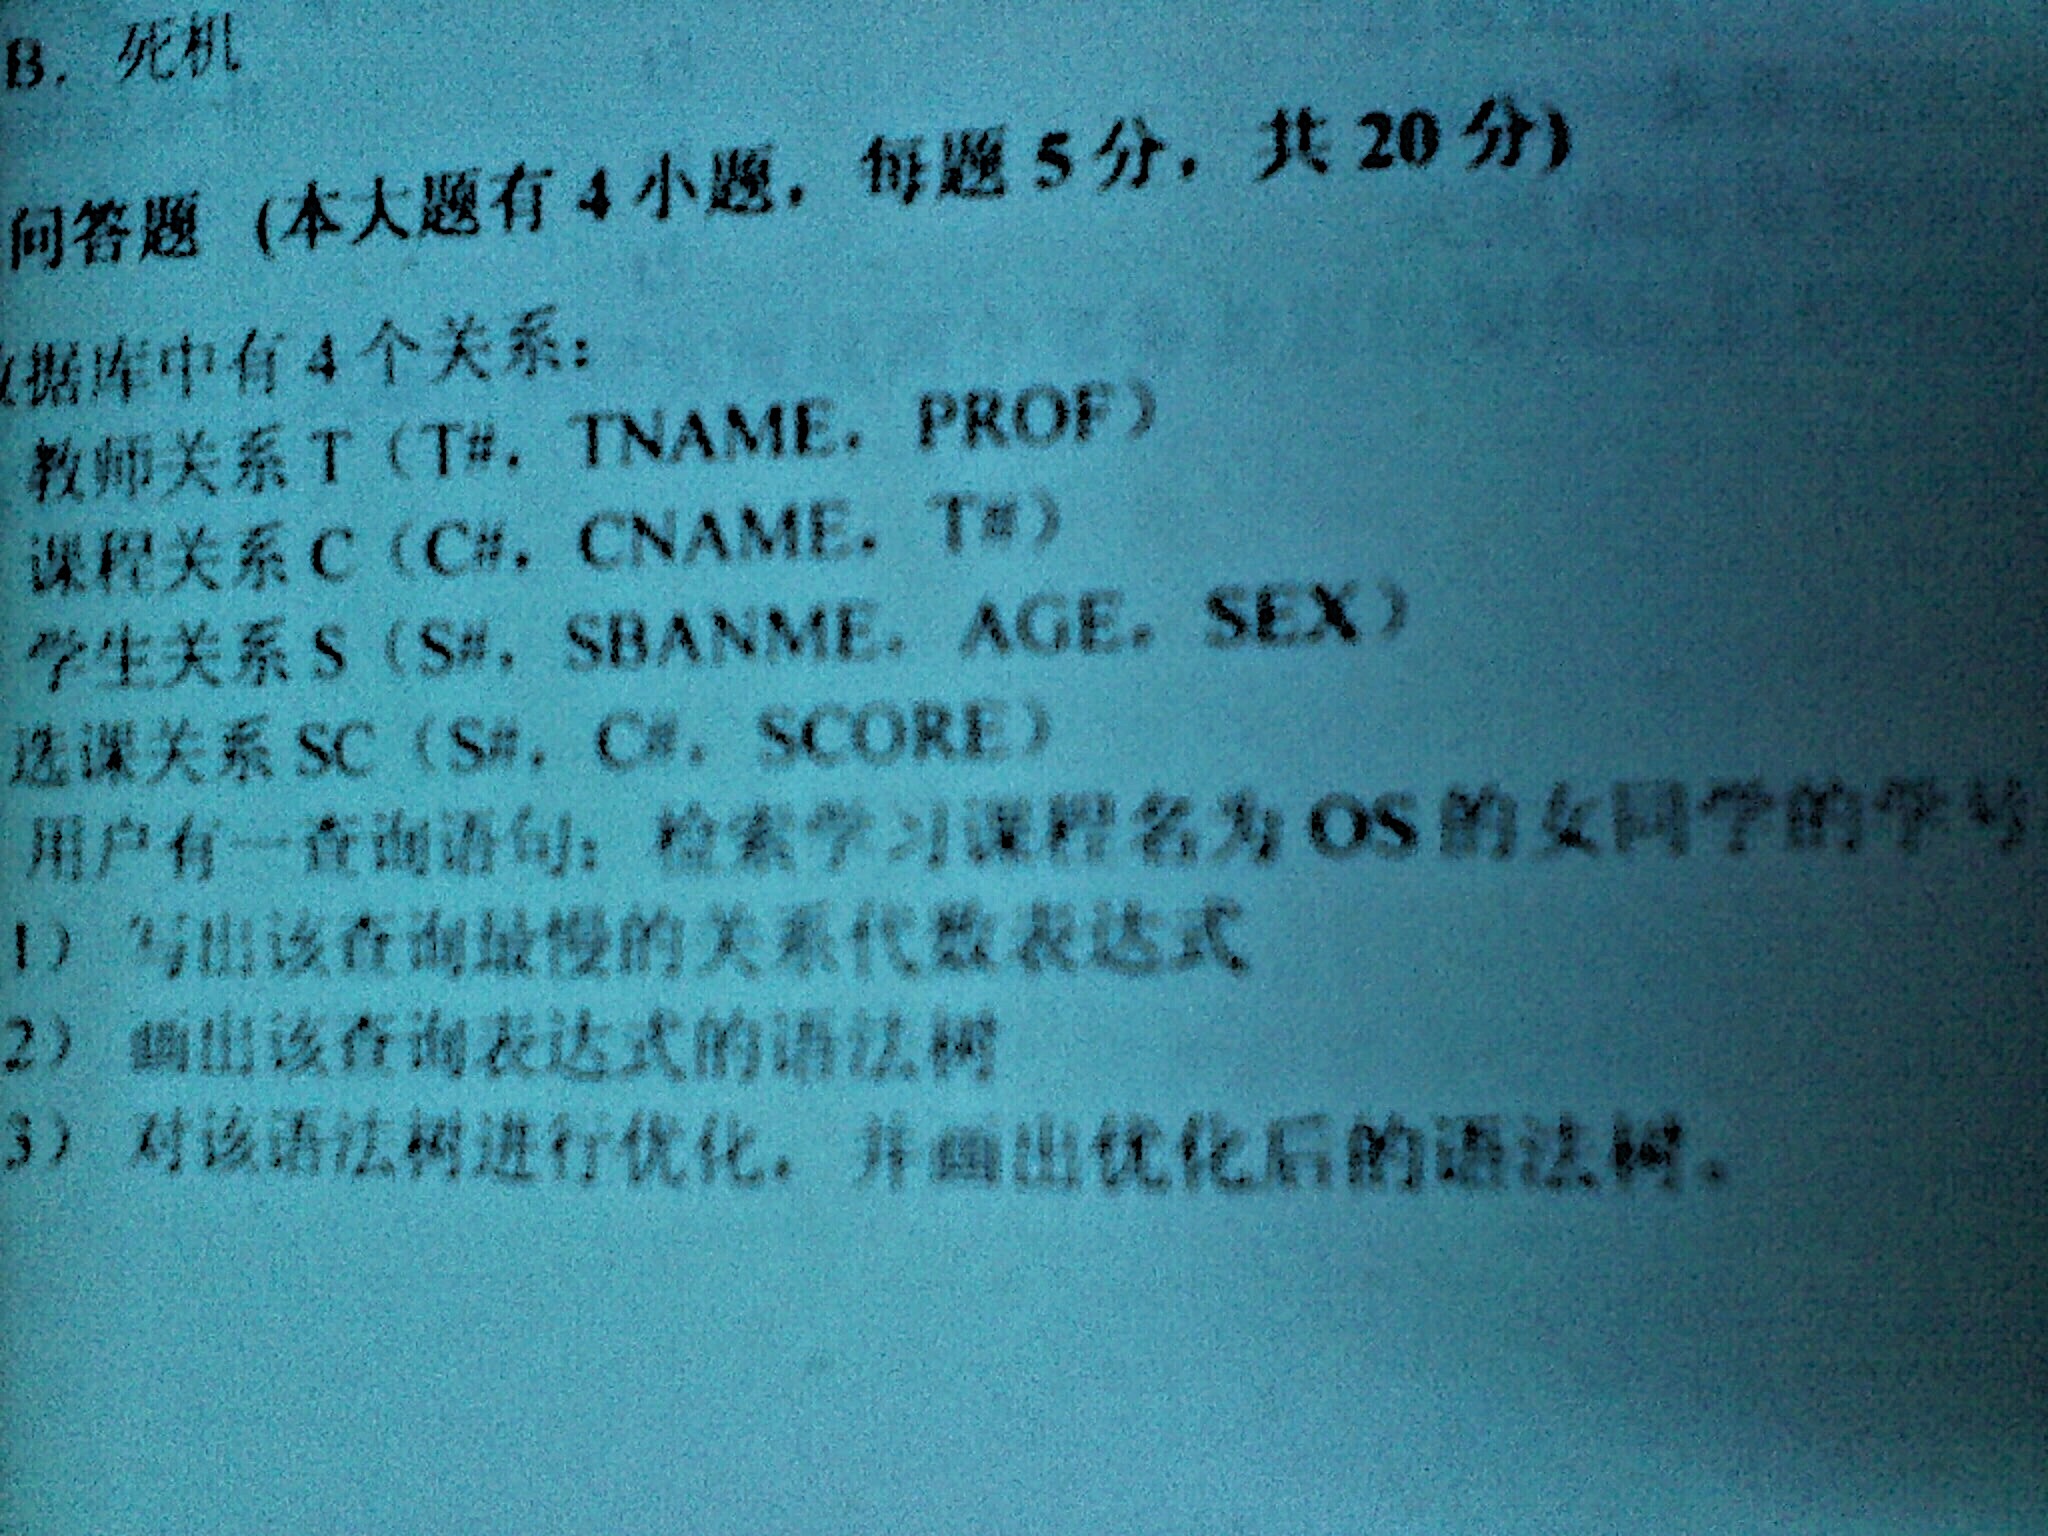 B. 死机
问答题 (本大题有 4 小题，每题 5 分，共 20 分)
据库中有 4 个关系：
教师关系 T（T#，TNAME，PROF）
课程关系 C（C#，CNAME，T#）
学生关系 S（S#，SBANME，AGE，SEX）
选课关系 SC（S#，C#，SCORE）
用户有一查询语句：检索学习课程名为 OS 的女同学的学号
1） 写出该查询最慢的关系代数表达式
2） 画出该查询表达式的语法树
3） 对该语法树进行优化，并画出优化后的语法树。